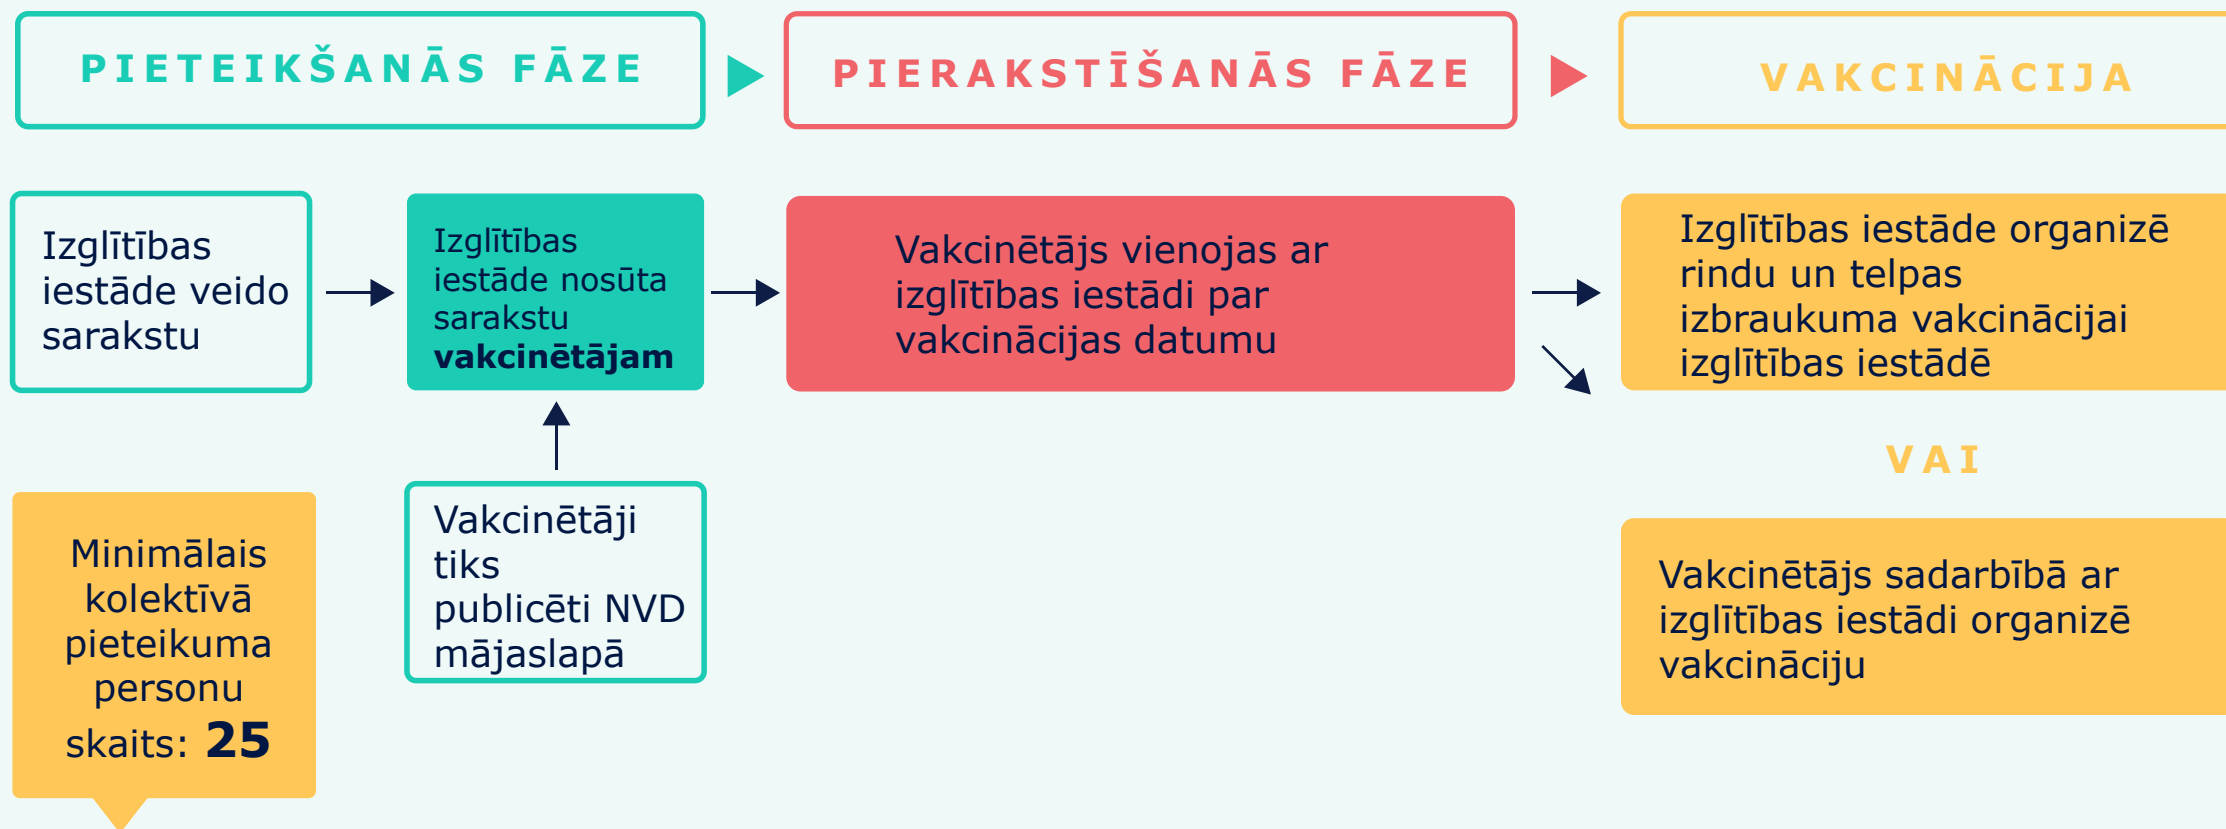 PIETEIKŠANĀS FĀZE
PIERAKSTĪŠANĀS FĀZE
VAKCINĀCIJA
Izglītības
iestāde veido
sarakstu
Izglītības
iestāde nosūta
sarakstu
vakcinētājam
Vakcinētājs vienojas ar
izglītības iestādi par
vakcinācijas datumu
Izglītības iestāde organizē
rindu un telpas
izbraukuma vakcinācijai
izglītības iestādē
VAI
Minimālais
kolektīvā
pieteikuma
personu
skaits: 25
Vakcinētāji
tiks
publicēti NVD
mājaslapā
Vakcinētājs sadarbībā ar
izglītības iestādi organizē
vakcināciju